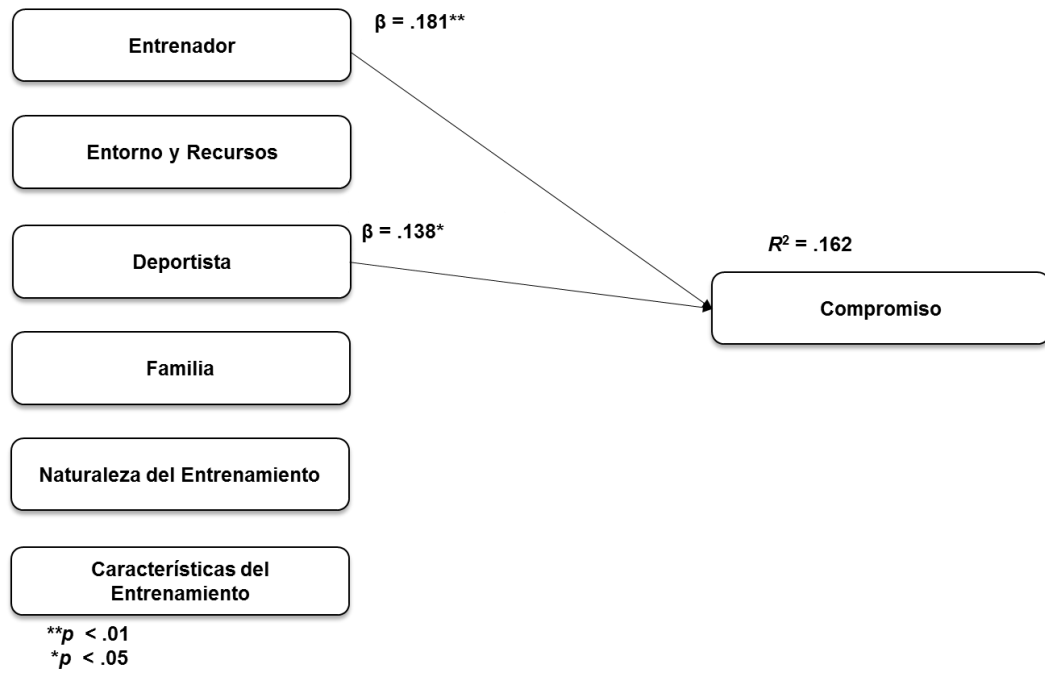 β = .181**
Entrenador
Entorno y Recursos
β = .138*
Deportista
R² = .162
Compromiso
Familia
Naturaleza del Entrenamiento
Características del
Entrenamiento
**p < .01
*p < .05